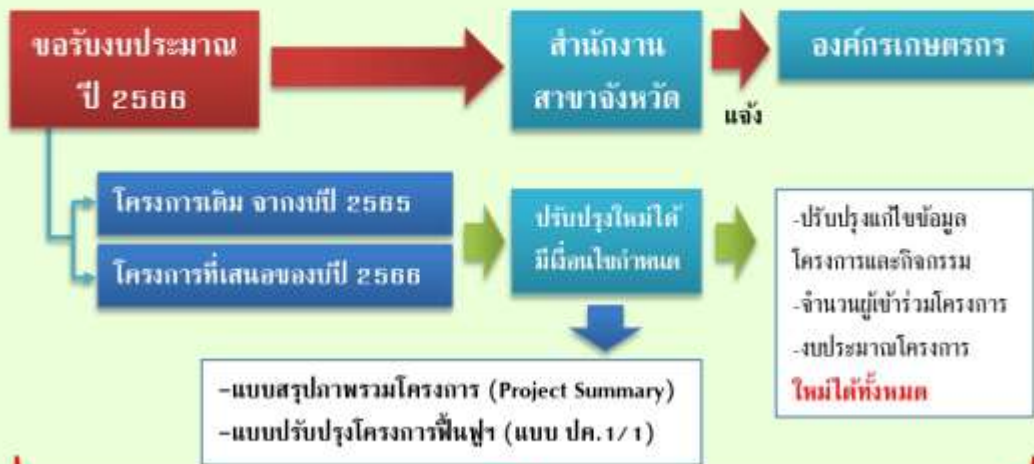 ขอรับงบประมาณ
ปี 2566
สำนักงาน
สาขาจังหวัด
แจ้ง
องค์กรเกษตรกร
โครงการเดิม จากงบปี 2565
โครงการที่เสนอของบปี 2566
ปรับปรุงใหม่ได้
มีเงื่อนไขกำหนด
-ปรับปรุงแก้ไขข้อมูล
โครงการและกิจกรรม
-จำนวนผู้เข้าร่วมโครงการ
-งบประมาณโครงการ
ใหม่ได้ทั้งหมด
-แบบสรุปภาพรวมโครงการ (Project Summary)
-แบบปรับปรุงโครงการฟื้นฟูฯ (แบบ ปค.1/1)